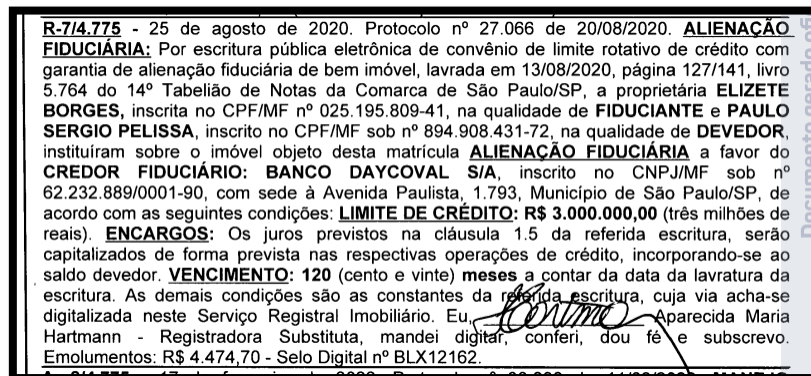 R-7/4.775 - 25 de agosto de 2020. Protocolo nº 27.066 de 20/08/2020. ALIENAÇÃO
FIDUCIÁRIA: Por escritura pública eletrônica de convênio de limite rotativo de crédito com
garantia de alienação fiduciária de bem imóvel, lavrada em 13/08/2020, página 127/141, livro
5.764 do 14º Tabelião de Notas da Comarca de São Paulo/SP, a proprietária ELIZETE
BORGES, inscrita no CPF/MF nº 025.195.809-41, na qualidade de FIDUCIANTE e PAULO
SERGIO PELISSA, inscrito no CPF/MF sob nº 894.908.431-72, na qualidade de DEVEDOR,
instituíram sobre o imóvel objeto desta matrícula ALIENAÇÃO FIDUCIÁRIA a favor do
CREDOR FIDUCIÁRIO: BANCO DAYCOVAL S/A, inscrito no CNPJ/MF sob nº
62.232.889/0001-90, com sede à Avenida Paulista, 1.793, Município de São Paulo/SP, de
acordo com as seguintes condições: LIMITE DE CRÉDITO: R$ 3.000.000,00 (três milhões de
reais). ENCARGOS: Os juros previstos na cláusula 1.5 da referida escritura, serão
capitalizados de forma prevista nas respectivas operações de crédito, incorporando-se ao
saldo devedor. VENCIMENTO: 120 (cento e vinte) meses a contar da data da lavratura da
escritura. As demais condições são as constantes da referida escritura, cuja via acha-se
digitalizada neste Serviço Registral Imobiliário. Eu, Aparecida Maria
Hartmann - Registradora Substituta, mandei digitar, conferi, dou fé e subscrevo.
Emolumentos: R$ 4.474,70 - Selo Digital nº BLX12162.
Documento gerado of